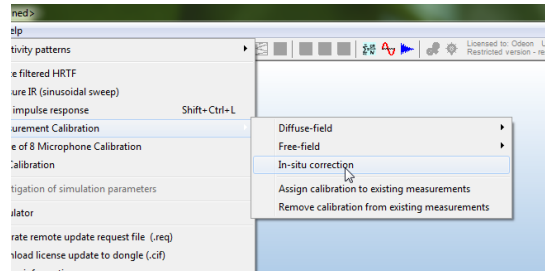 ned>
elp
tivity patterns
Licensed to: Odeon L
Restricted version - re
e filtered HRTF
ure IR (sinusoidal sweep)
impulse response Shift+Ctrl+L
urement Calibration
e of 8 Microphone Calibration
Calibration
tigation of simulation parameters
ulator
rate remote update request file (.req)
nload license update to dongle (.cif)
Diffuse-field
Free-field
In-situ correction
Assign calibration to existing measurements
Remove calibration from existing measurements